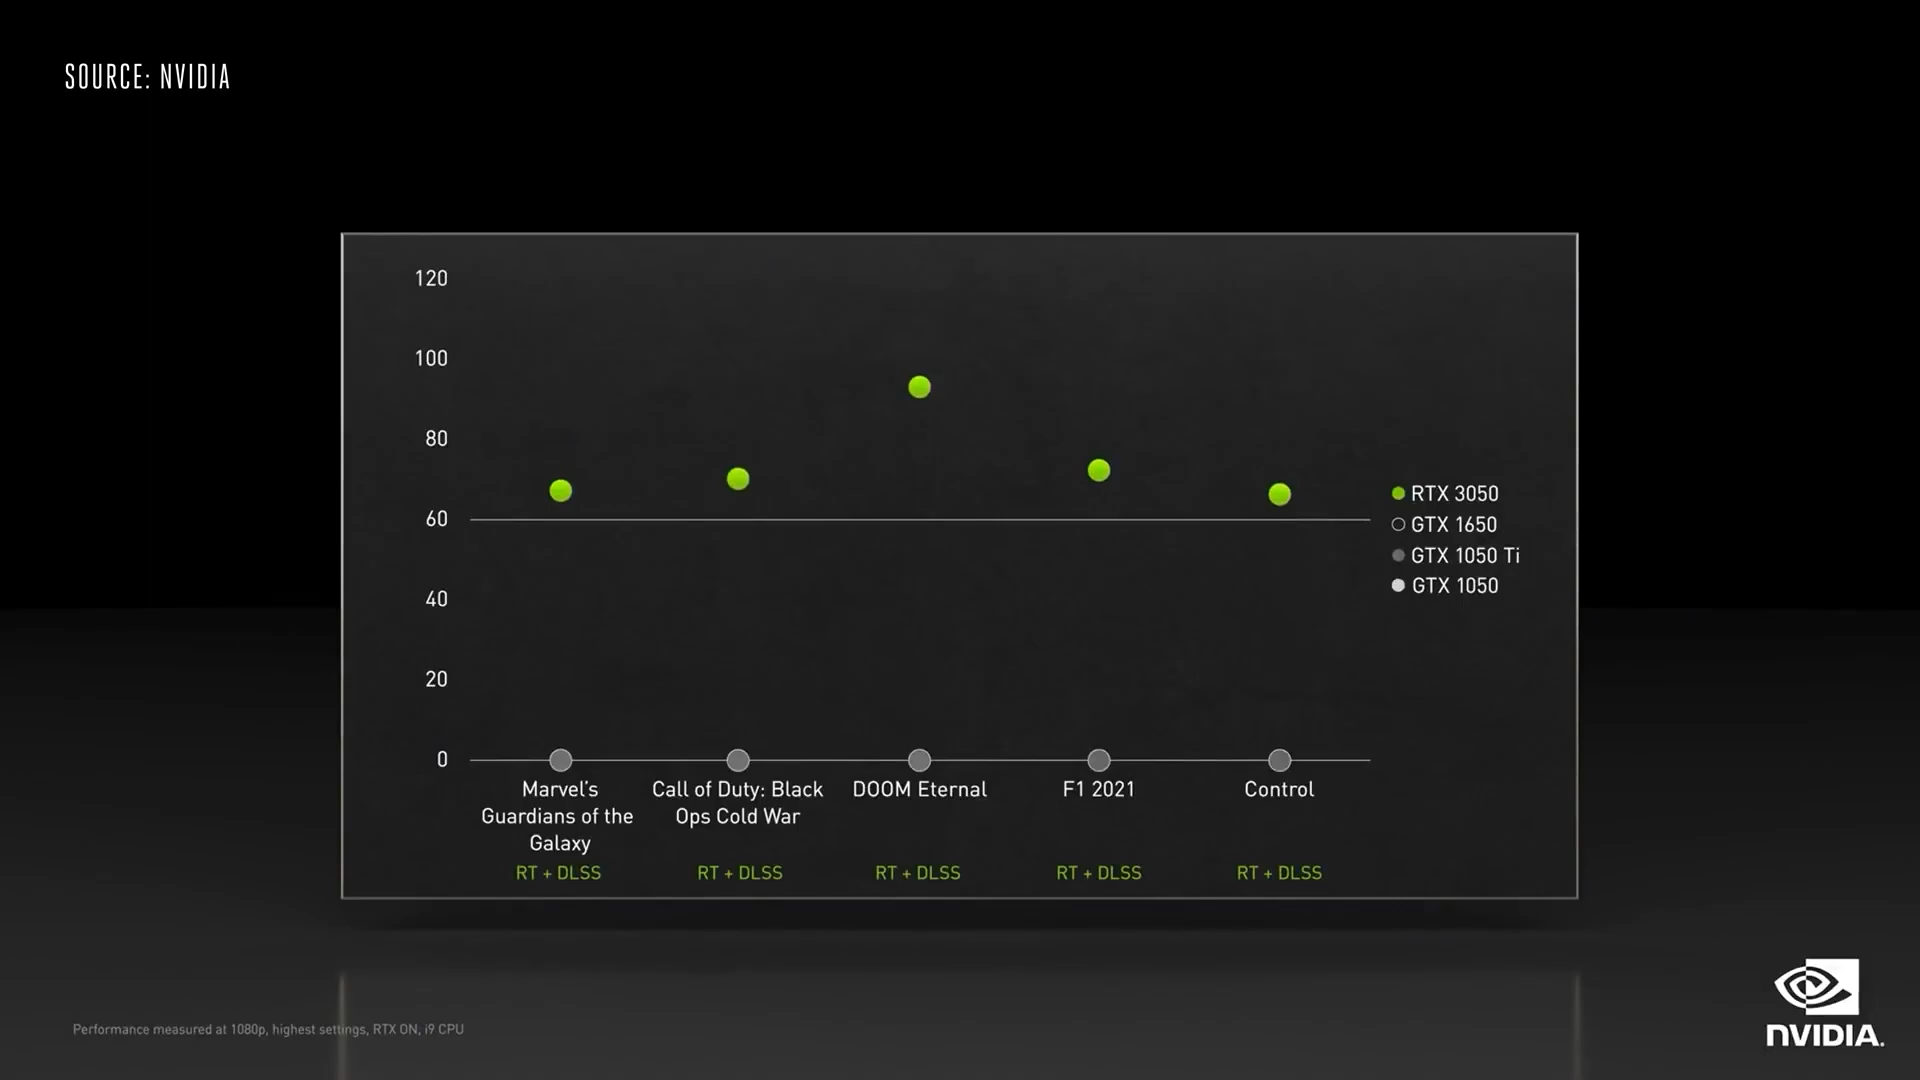 SOURCE: NVIDIA
120
100
80
60
40
20
0
RTX 3050
GTX 1650
GTX 1050 Ti
GTX 1050
Marvel's
Guardians of the
Galaxy
Call of Duty: Black
Ops Cold War
DOOM Eternal
F1 2021
Control
RT + DLSS
RT + DLSS
RT + DLSS
RT + DLSS
RT + DLSS
Performance measured at 1080p, highest settings, RTX ON, i9 CPU
NVIDIA.